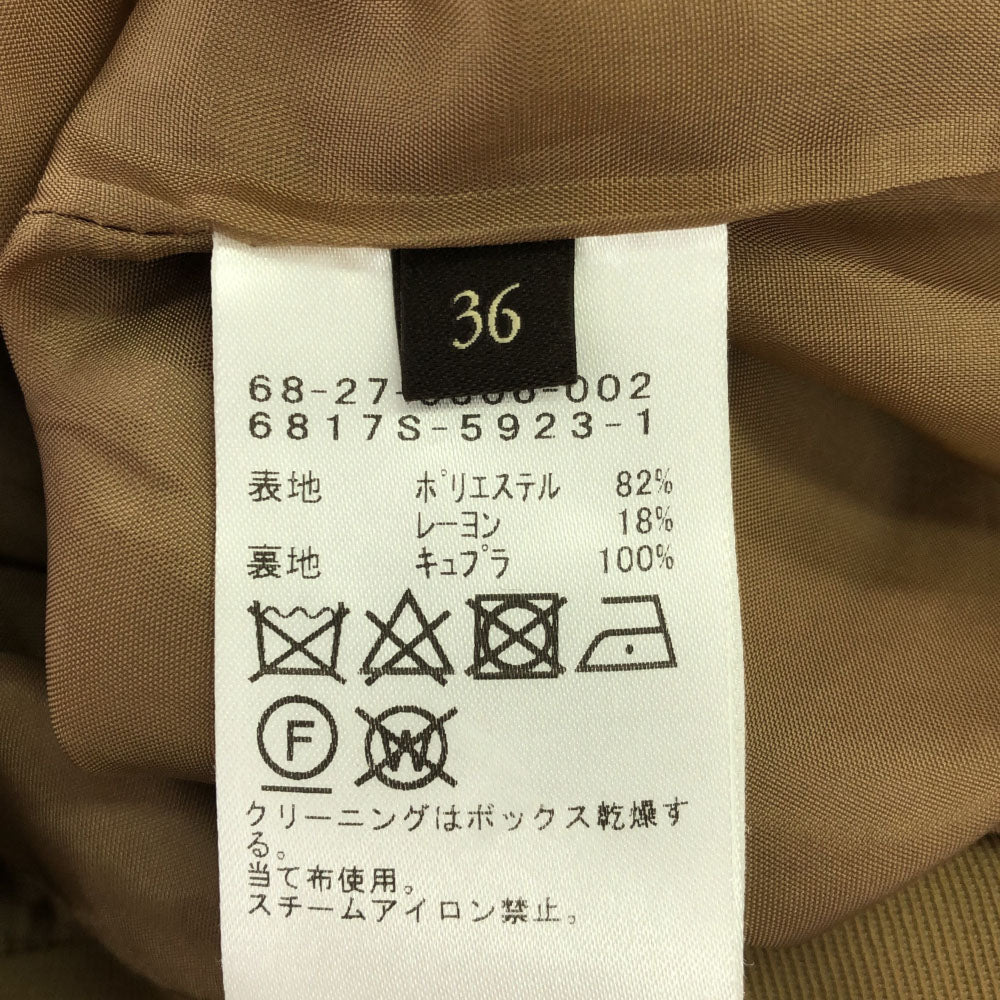 36
68-27- -002
6817S-5923-1
表地 ポリエステル 82%
レーヨン 18%
裏地 キュプラ 100%
F
W
クリーニングはボックス乾燥す
る。
当て布使用。
スチームアイロン禁止。